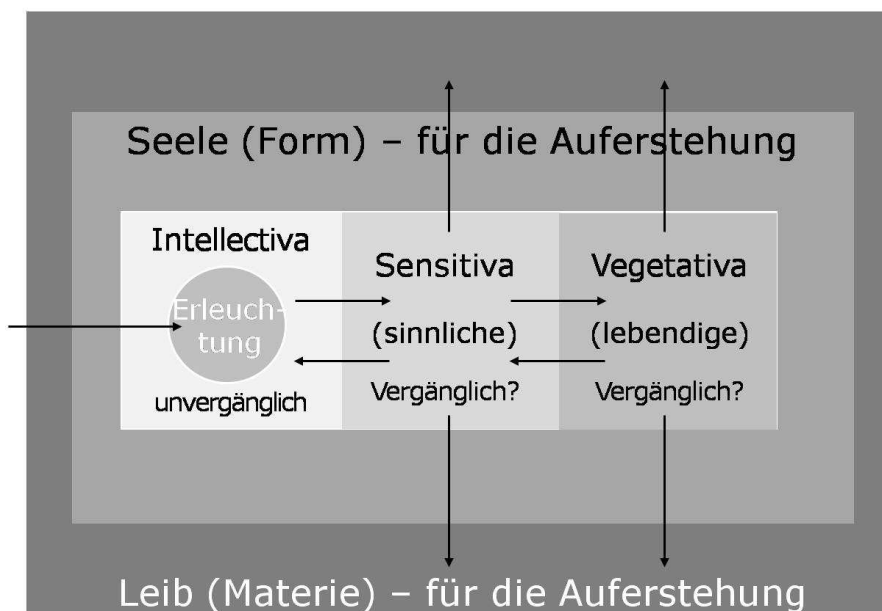 Seele (Form) – für die Auferstehung
Intellectiva
Erleuch-
tung
unvergänglich
Sensitiva
(sinnliche)
Vergänglich?
Vegetativa
(lebendige)
Vergänglich?
Leib (Materie) – für die Auferstehung